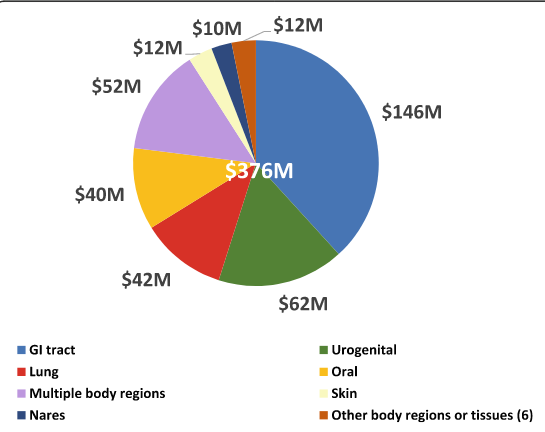 $10M
$12M
$12M
$52M
$146M
$376M
$40M
$42M
$62M
GI tract
Urogenital
Lung
Oral
Multiple body regions
Skin
Nares
Other body regions or tissues (6)